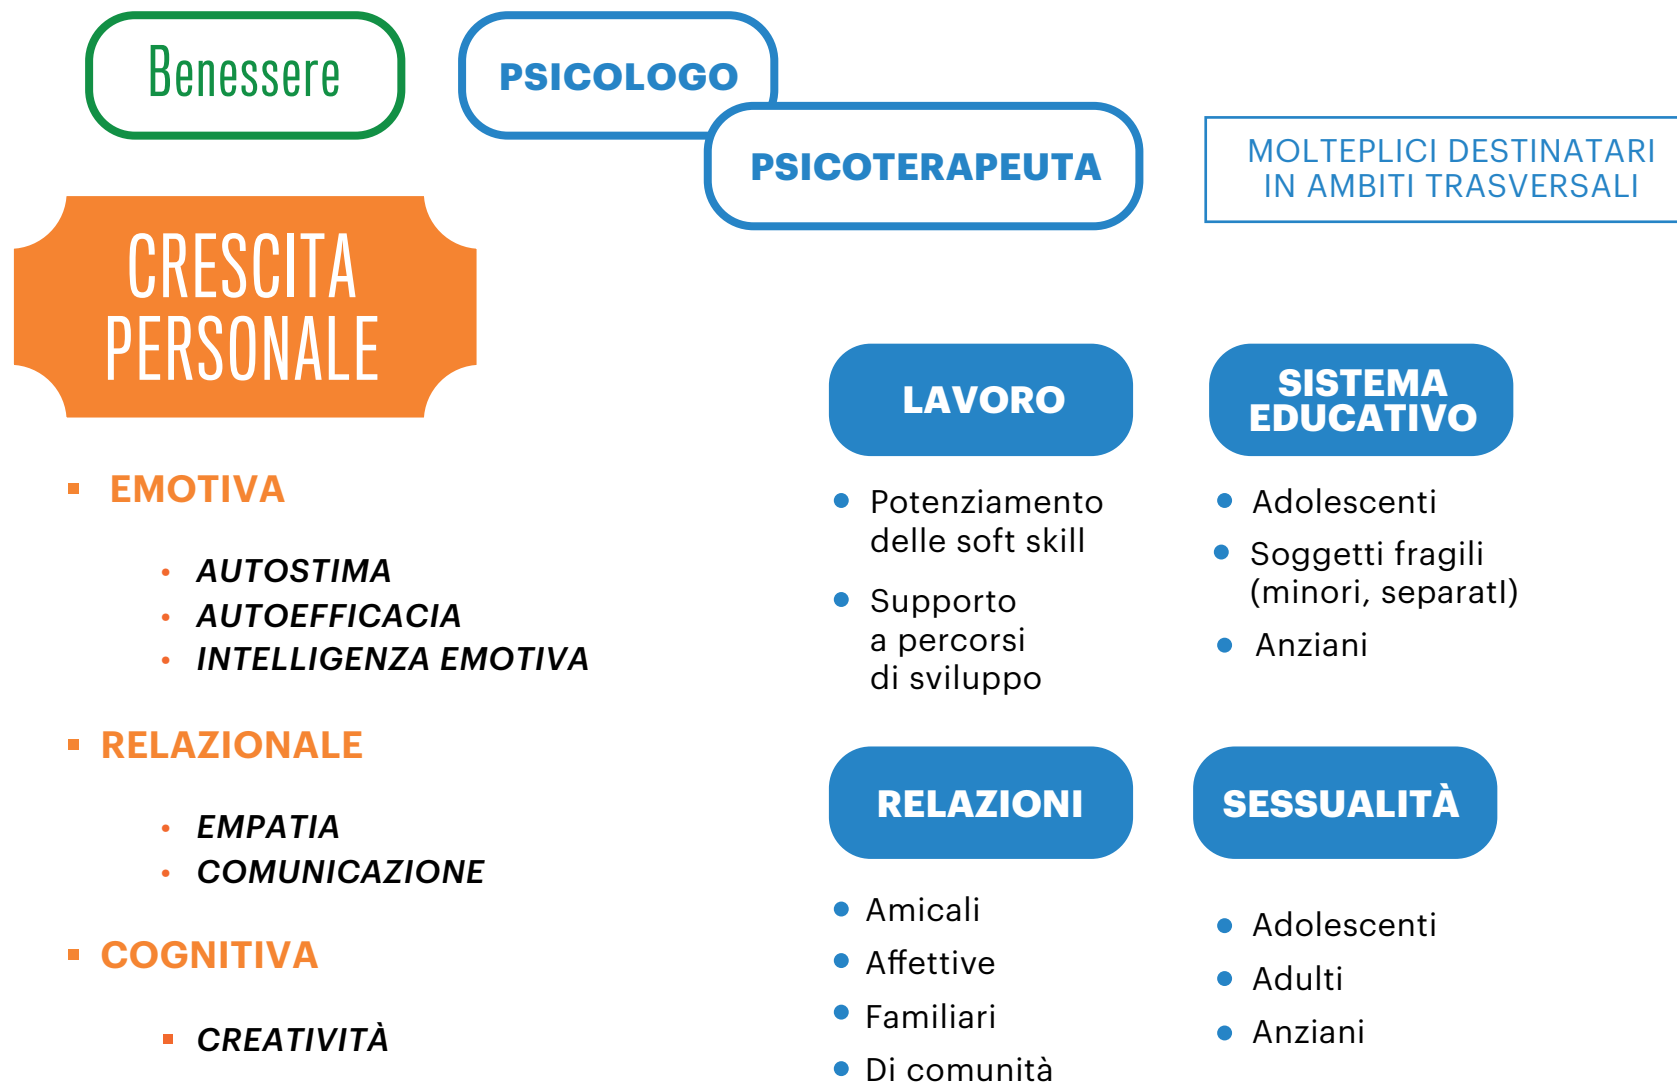 Benessere
PSICOLOGO
PSICOTERAPEUTA
MOLTEPLICI DESTINATARI
IN AMBITI TRASVERSALI
CRESCITA
PERSONALE
EMOTIVA
AUTOSTIMA
AUTOEFFICACIA
INTELLIGENZA EMOTIVA
RELAZIONALE
EMPATIA
COMUNICAZIONE
COGNITIVA
CREATIVITÀ
LAVORO
Potenziamento
delle soft skill
Supporto
a percorsi
di sviluppo
SISTEMA
EDUCATIVO
Adolescenti
Soggetti fragili
(minori, separatI)
Anziani
RELAZIONI
Amicali
Affettive
Familiari
Di comunità
SESSUALITÀ
Adolescenti
Adulti
Anziani